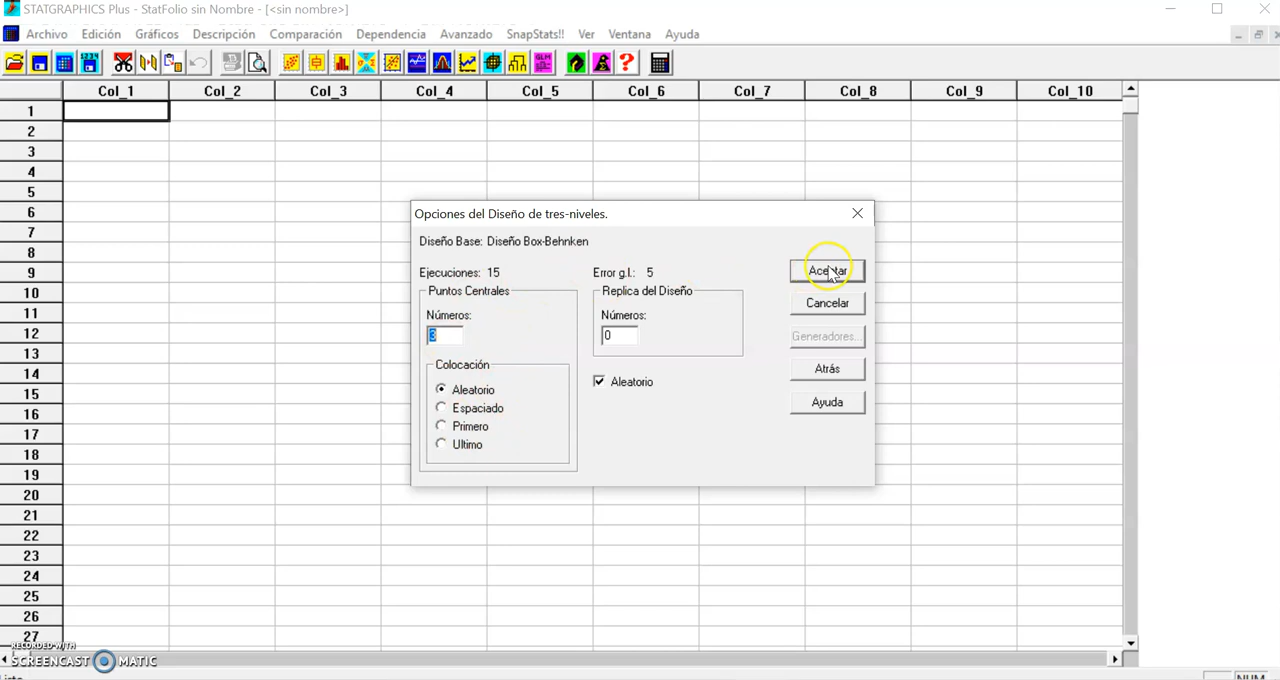 STATGRAPHICS Plus - StatFolio sin Nombre - [<sin nombre>]
Archivo Edición Gráficos Descripción Comparación Dependencia Avanzado SnapStats!! Ver Ventana Ayuda
Col_1 Col_2 Col_3 Col_4 Col_5 Col_6 Col_7 Col_8 Col_9 Col_10
1
2
3
4
5
6
7
8
9
10
11
12
13
14
15
16
17
18
19
20
21
22
23
24
25
26
27
Opciones del Diseño de tres-niveles.
Diseño Base: Diseño Box-Behnken
Ejecuciones: 15 Error g.l.: 5
Puntos Centrales
Números:
3
Colocación
Aleatorio
Espaciado
Primero
Ultimo
Replica del Diseño
Números:
0
Aleatorio
Aceptar
Cancelar
Generadores...
Atrás
Ayuda
RECORDED WITH
SCREENCAST MATIC